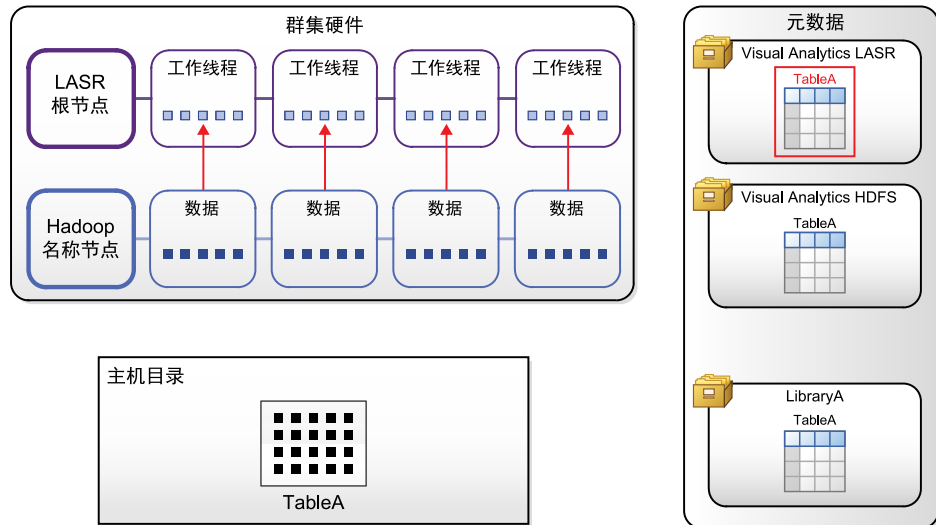 群集硬件
LASR
根节点
工作线程
工作线程
工作线程
工作线程
Hadoop
名称节点
数据
数据
数据
数据
主机目录
TableA
元数据
Visual Analytics LASR
TableA
Visual Analytics HDFS
TableA
LibraryA
TableA